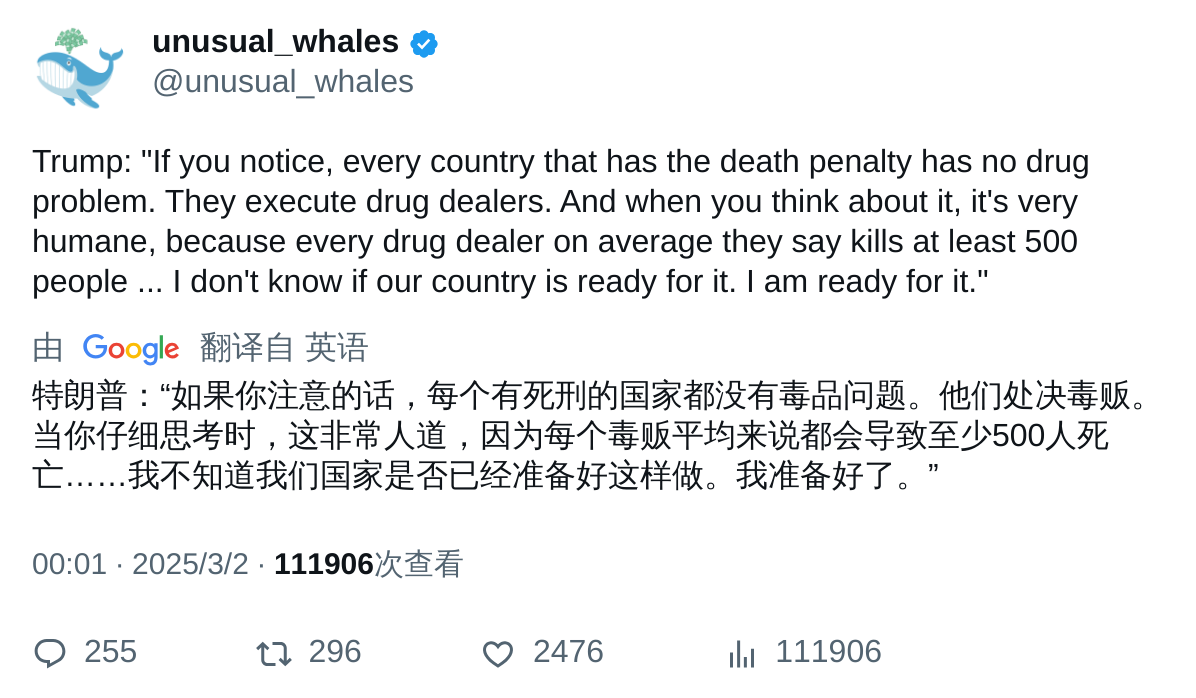 unusual_whales
@unusual_whales
Trump: "If you notice, every country that has the death penalty has no drug
problem. They execute drug dealers. And when you think about it, it's very
humane, because every drug dealer on average they say kills at least 500
people ... I don't know if our country is ready for it. I am ready for it."
由 Google 翻译自 英语
特朗普：“如果你注意的话，每个有死刑的国家都没有毒品问题。他们处决毒贩。
当你仔细思考时，这非常人道，因为每个毒贩平均来说都会导致至少500人死
亡……我不知道我们国家是否已经准备好这样做。我准备好了。”
00:01 · 2025/3/2 · 111906次查看
255 296 2476 111906